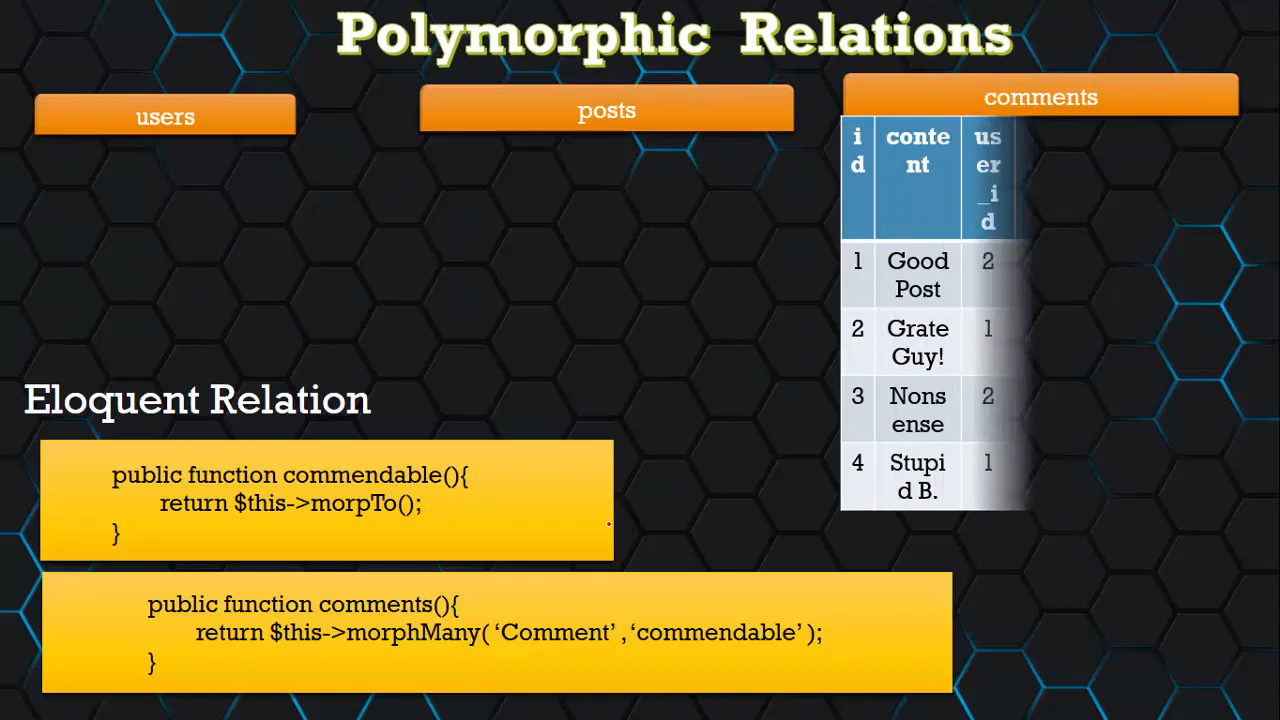 Polymorphic Relations
users
posts
comments
i
d
conte
nt
us
er
_i
d
1
Good
Post
2
2
Grate
Guy!
1
3
Nons
ense
2
4
Stupi
d B.
1
Eloquent Relation
public function commendable(){
return $this->morpTo();
}
public function comments(){
return $this->morphMany( ‘Comment’ , ‘commendable’ );
}